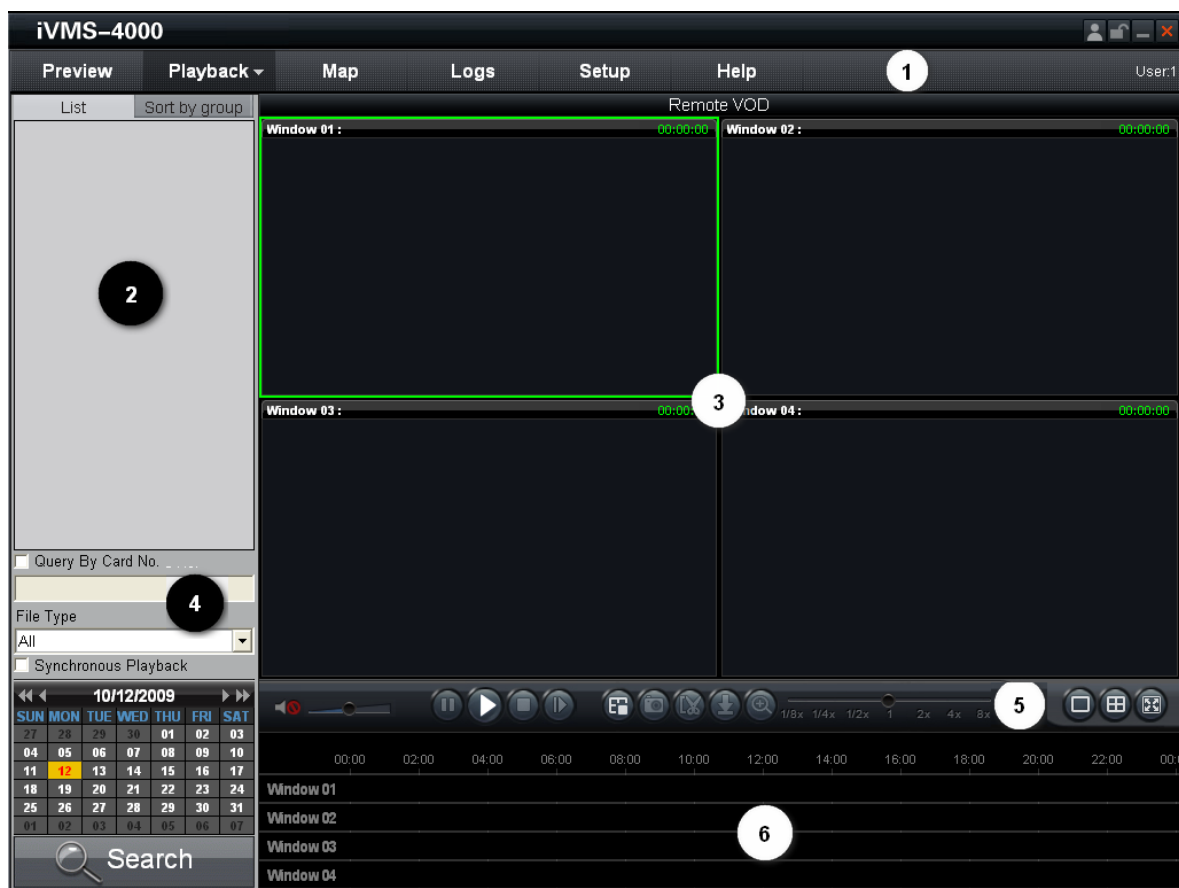 iVMS-4000
Preview Playback Map Logs Setup Help 1 User:1
List Sort by group
Remote VOD
Window 01 : 00:00:00
Window 02 : 00:00:00
2
3
Window 03 : 00:00:
Window 04 : 00:00:00
Query By Card No.
4
File Type
All
Synchronous Playback
10/12/2009
SUN MON TUE WED THU FRI SAT
27 28 29 30 01 02 03
04 05 06 07 08 09 10
11 12 13 14 15 16 17
18 19 20 21 22 23 24
25 26 27 28 29 30 31
01 02 03 04 05 06 07
Search
1/8x 1/4x 1/2x 1 2x 4x 8x
5
00:00 02:00 04:00 06:00 08:00 10:00 12:00 14:00 16:00 18:00 20:00 22:00 00:
Window 01
Window 02
6
Window 03
Window 04